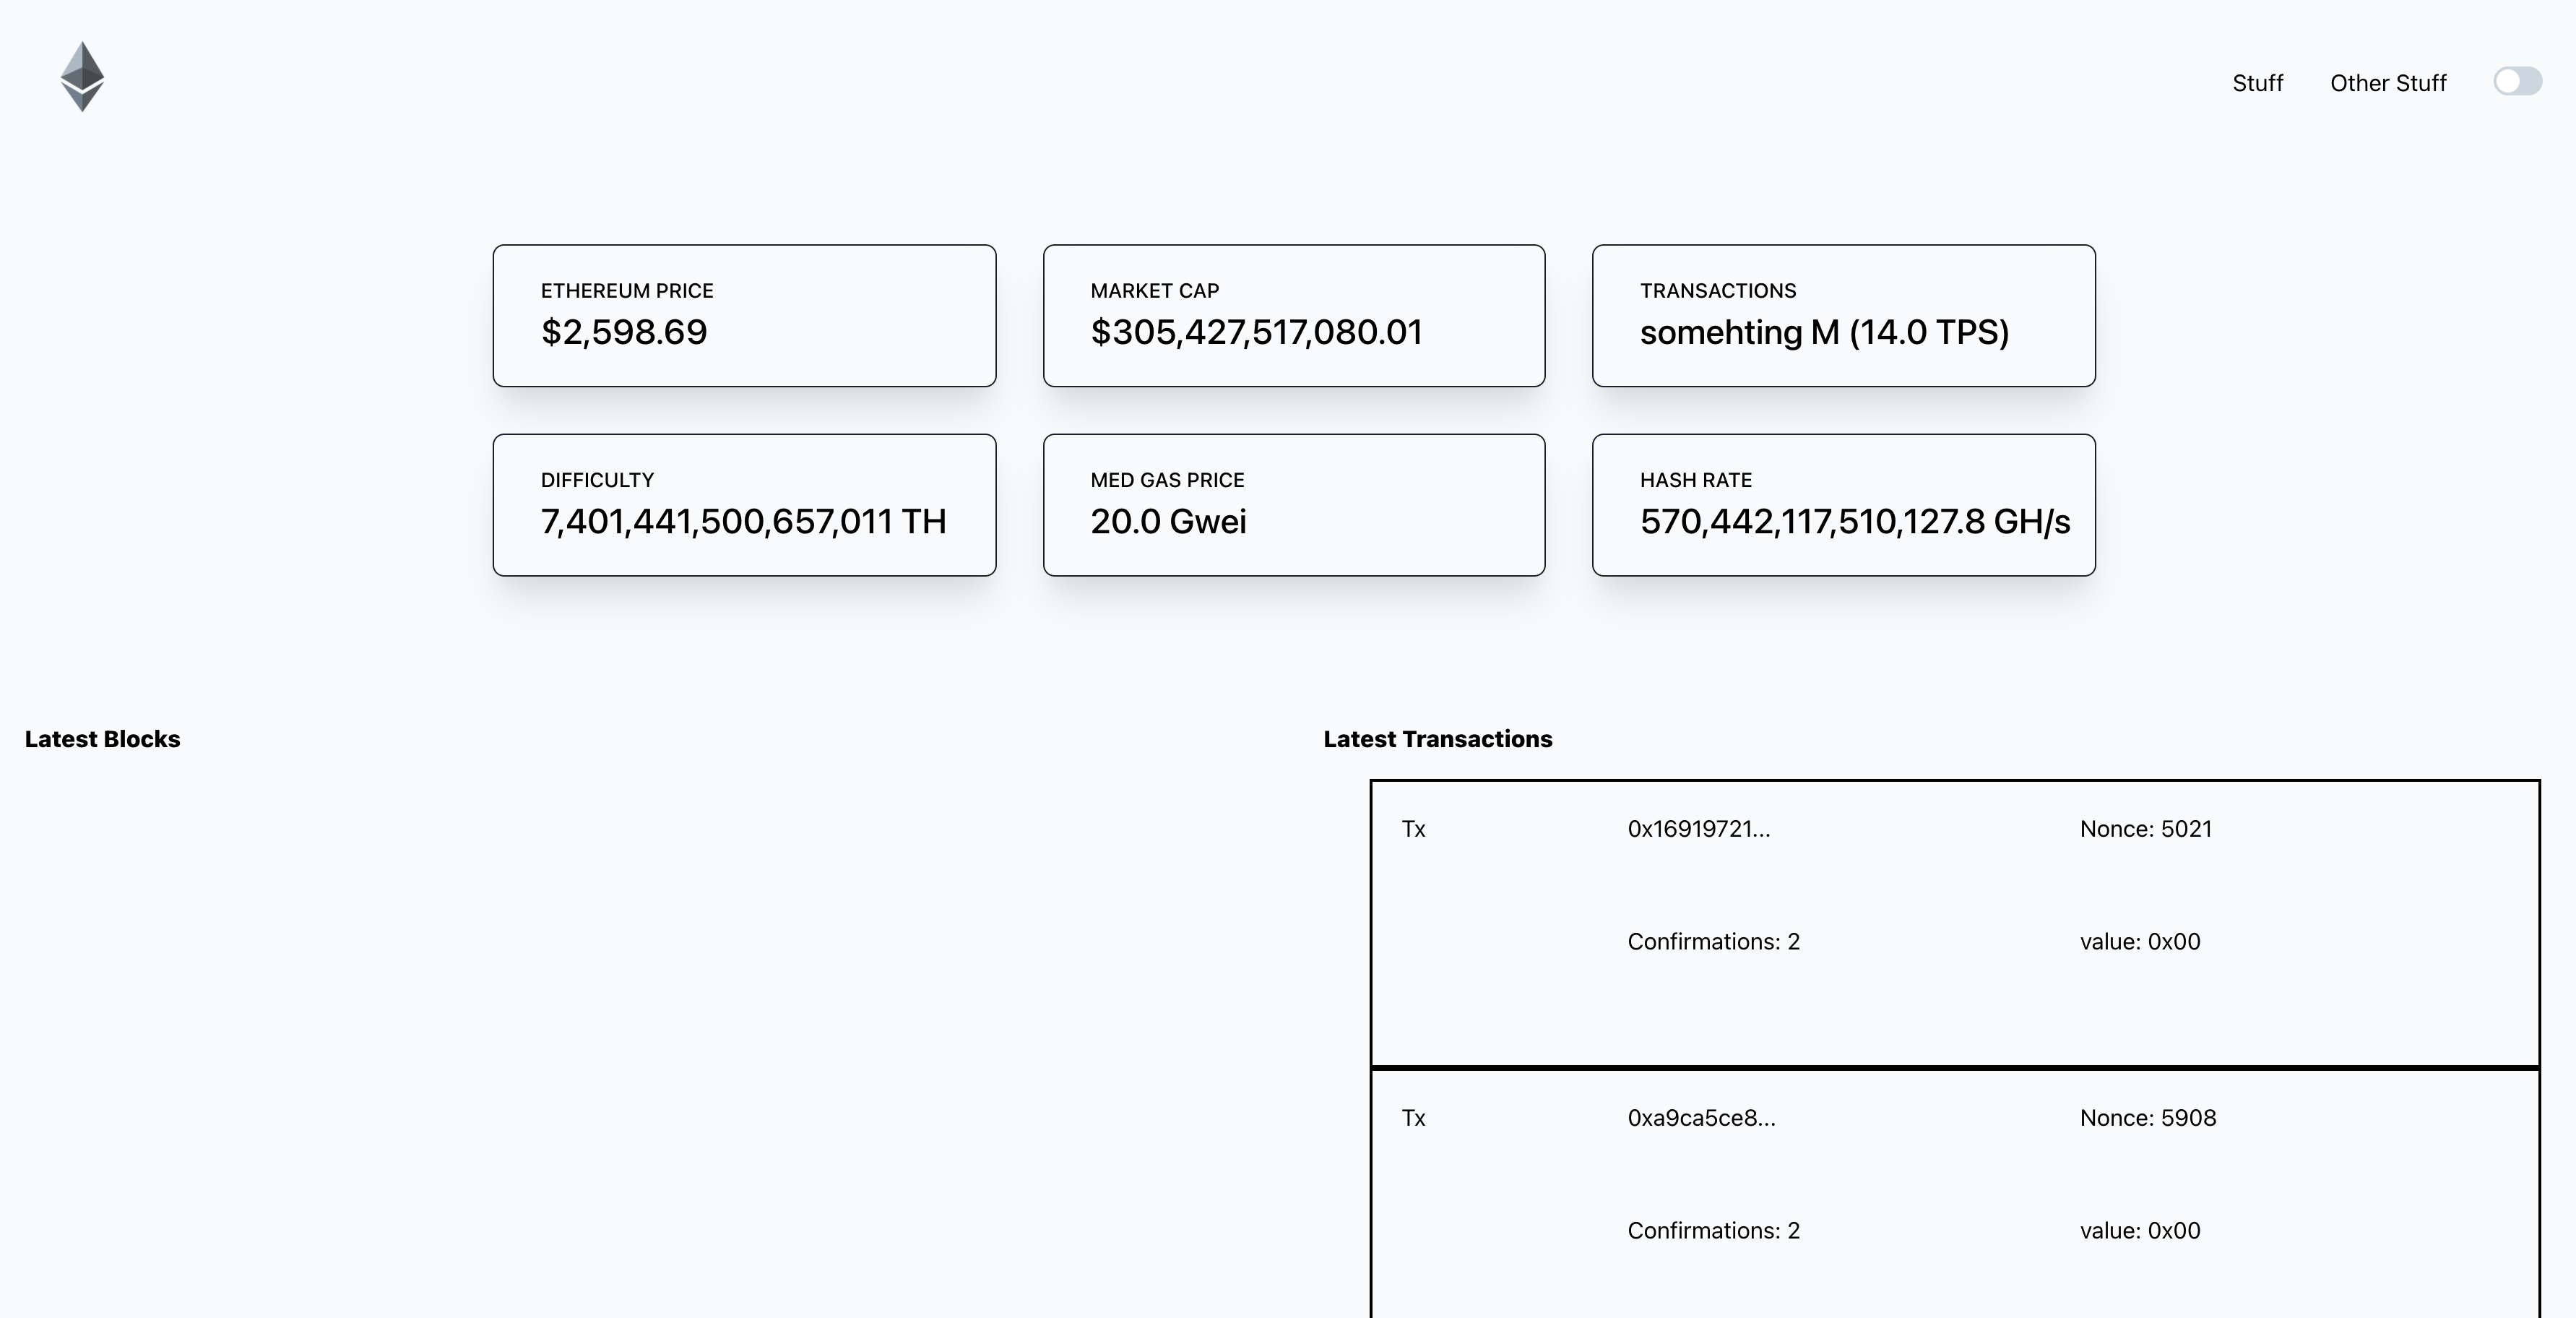 Stuff Other Stuff
ETHEREUM PRICE
$2,598.69
MARKET CAP
$305,427,517,080.01
TRANSACTIONS
somehting M (14.0 TPS)
DIFFICULTY
7,401,441,500,657,011 TH
MED GAS PRICE
20.0 Gwei
HASH RATE
570,442,117,510,127.8 GH/s
Latest Blocks
Latest Transactions
Tx 0x16919721... Nonce: 5021
Confirmations: 2 value: 0x00
Tx 0xa9ca5ce8... Nonce: 5908
Confirmations: 2 value: 0x00